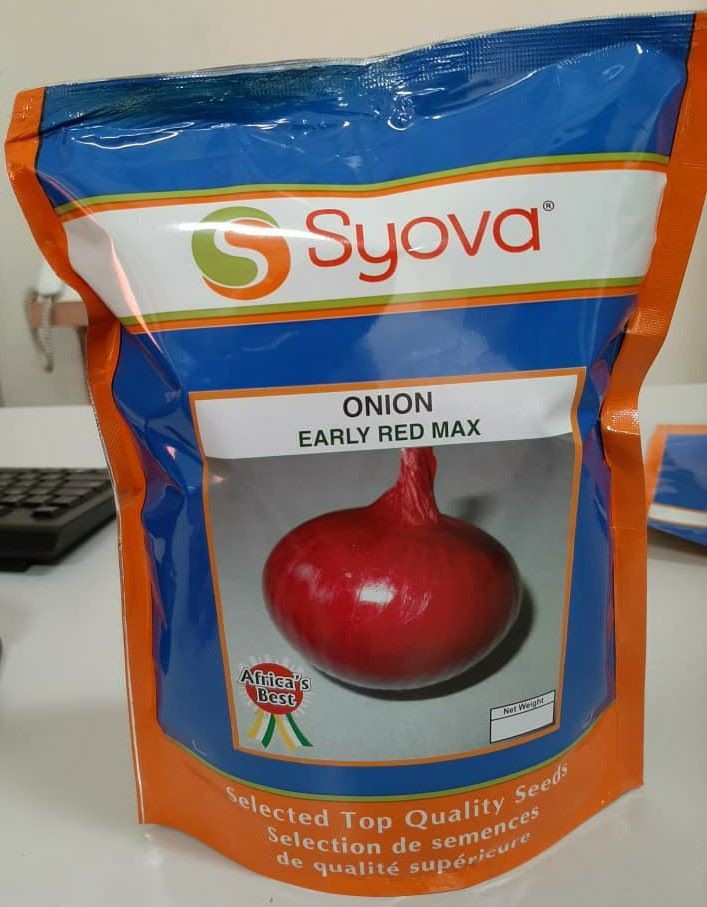 Syova®
ONION
EARLY RED MAX
Africa's
Best
Net Weight
Selected Top Quality Seeds
Selection de semences
de qualité supérieure